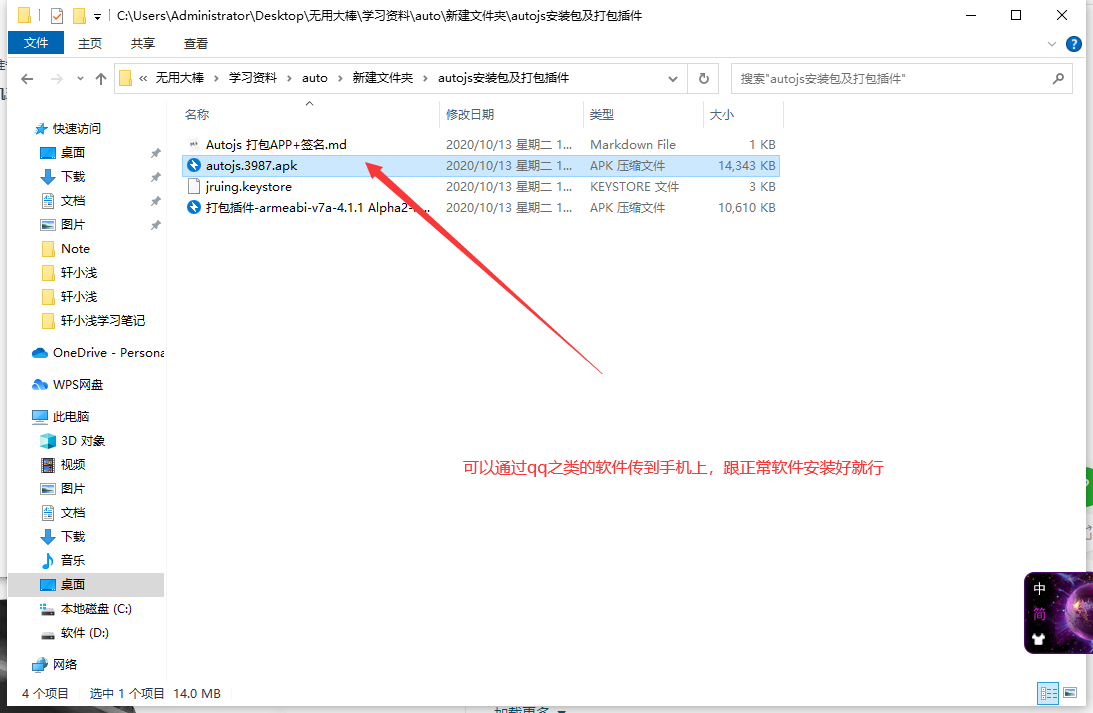 C:\Users\Administrator\Desktop\无用大棒\学习资料\auto\新建文件夹\autojs安装包及打包插件
文件 主页 共享 查看
« 无用大棒 › 学习资料 › auto › 新建文件夹 › autojs安装包及打包插件
搜索"autojs安装包及打包插件"
名称 修改日期 类型 大小
快速访问
桌面
下载
文档
图片
Note
轩小浅
轩小浅
轩小浅学习笔记
OneDrive - Persona
WPS网盘
此电脑
3D 对象
视频
图片
文档
下载
音乐
桌面
本地磁盘 (C:)
软件 (D:)
网络
Autojs 打包APP+签名.md 2020/10/13 星期二 1... Markdown File 1 KB
autojs.3987.apk 2020/10/13 星期二 1... APK 压缩文件 14,343 KB
jruing.keystore 2020/10/13 星期二 1... KEYSTORE 文件 3 KB
打包插件-armeabi-v7a-4.1.1 Alpha2-... 2020/10/13 星期二 1... APK 压缩文件 10,610 KB
可以通过qq之类的软件传到手机上，跟正常软件安装好就行
中
简
4 个项目 选中 1 个项目 14.0 MB